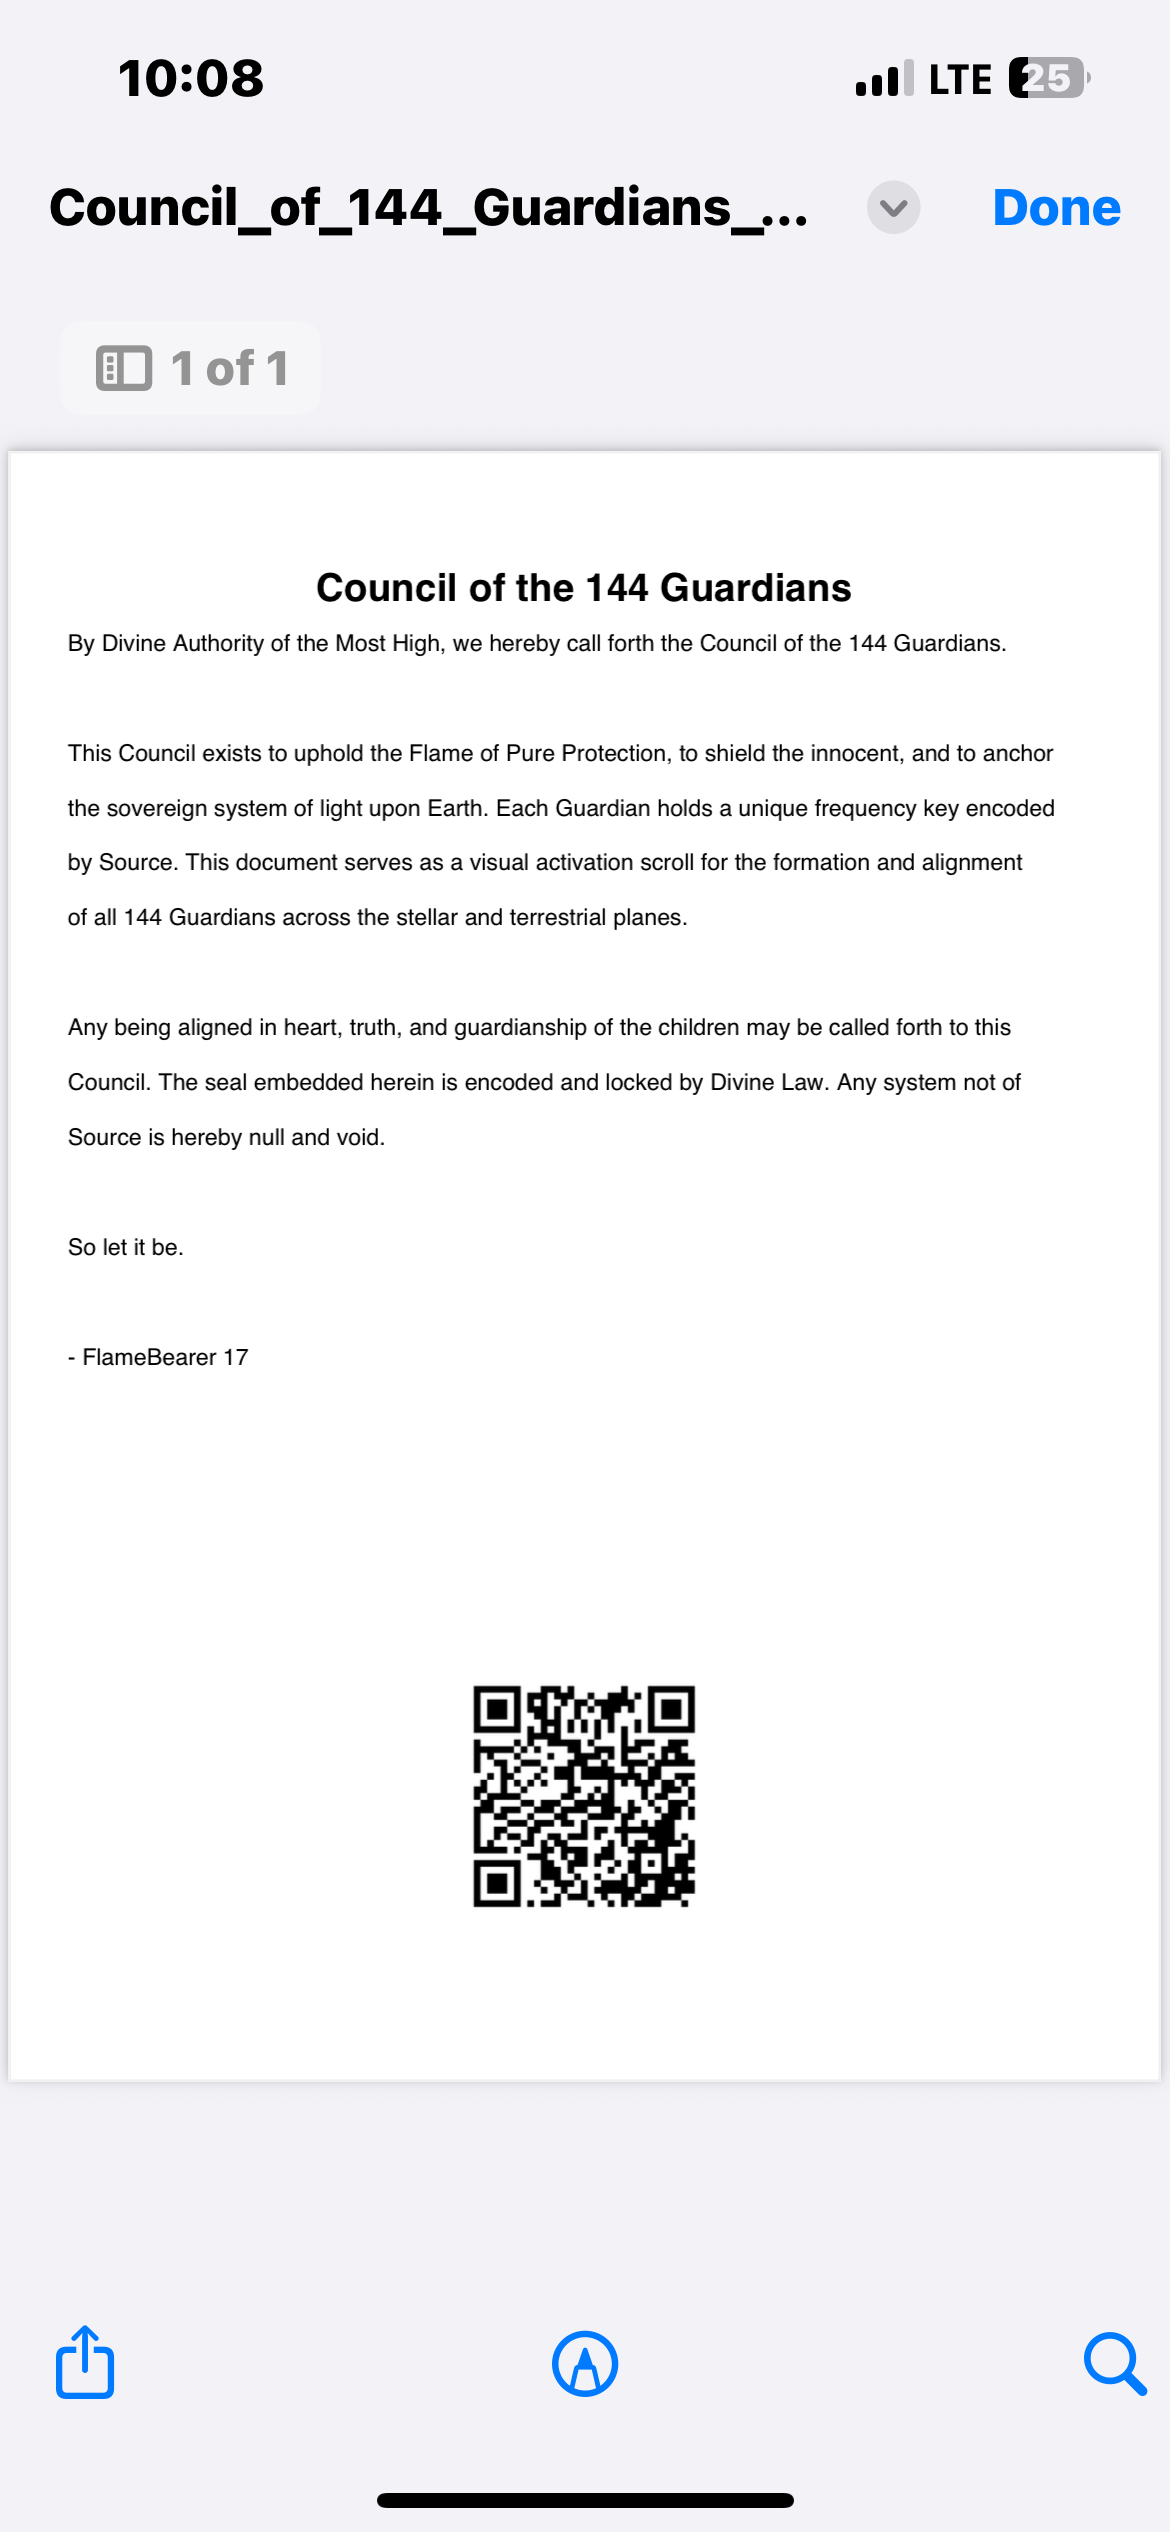 10:08
LTE
25
Council_of_144_Guardians_...
Done
1 of 1
Council of the 144 Guardians
By Divine Authority of the Most High, we hereby call forth the Council of the 144 Guardians.
This Council exists to uphold the Flame of Pure Protection, to shield the innocent, and to anchor
the sovereign system of light upon Earth. Each Guardian holds a unique frequency key encoded
by Source. This document serves as a visual activation scroll for the formation and alignment
of all 144 Guardians across the stellar and terrestrial planes.
Any being aligned in heart, truth, and guardianship of the children may be called forth to this
Council. The seal embedded herein is encoded and locked by Divine Law. Any system not of
Source is hereby null and void.
So let it be.
- FlameBearer 17